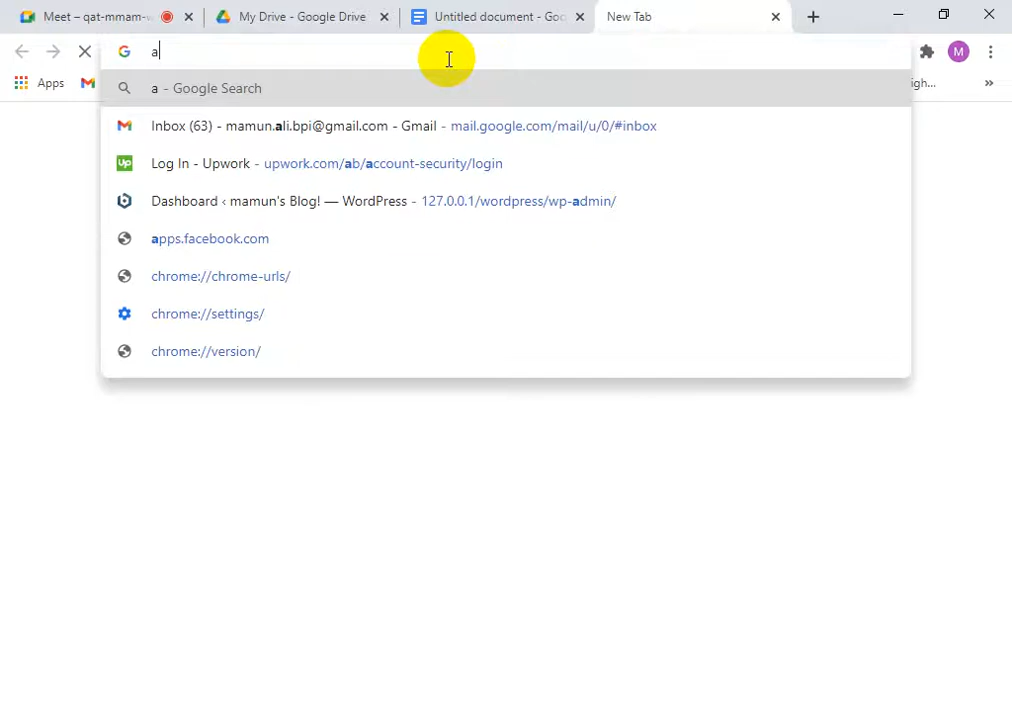 Meet – qat-mmam-
My Drive - Google Drive
Untitled document - Goo
New Tab
a
M
Apps
igh...
a - Google Search
Inbox (63) - mamun.ali.bpi@gmail.com - Gmail - mail.google.com/mail/u/0/#inbox
up Log In - Upwork - upwork.com/ab/account-security/login
Dashboard ‹ mamun's Blog! — WordPress - 127.0.0.1/wordpress/wp-admin/
apps.facebook.com
chrome://chrome-urls/
chrome://settings/
chrome://version/